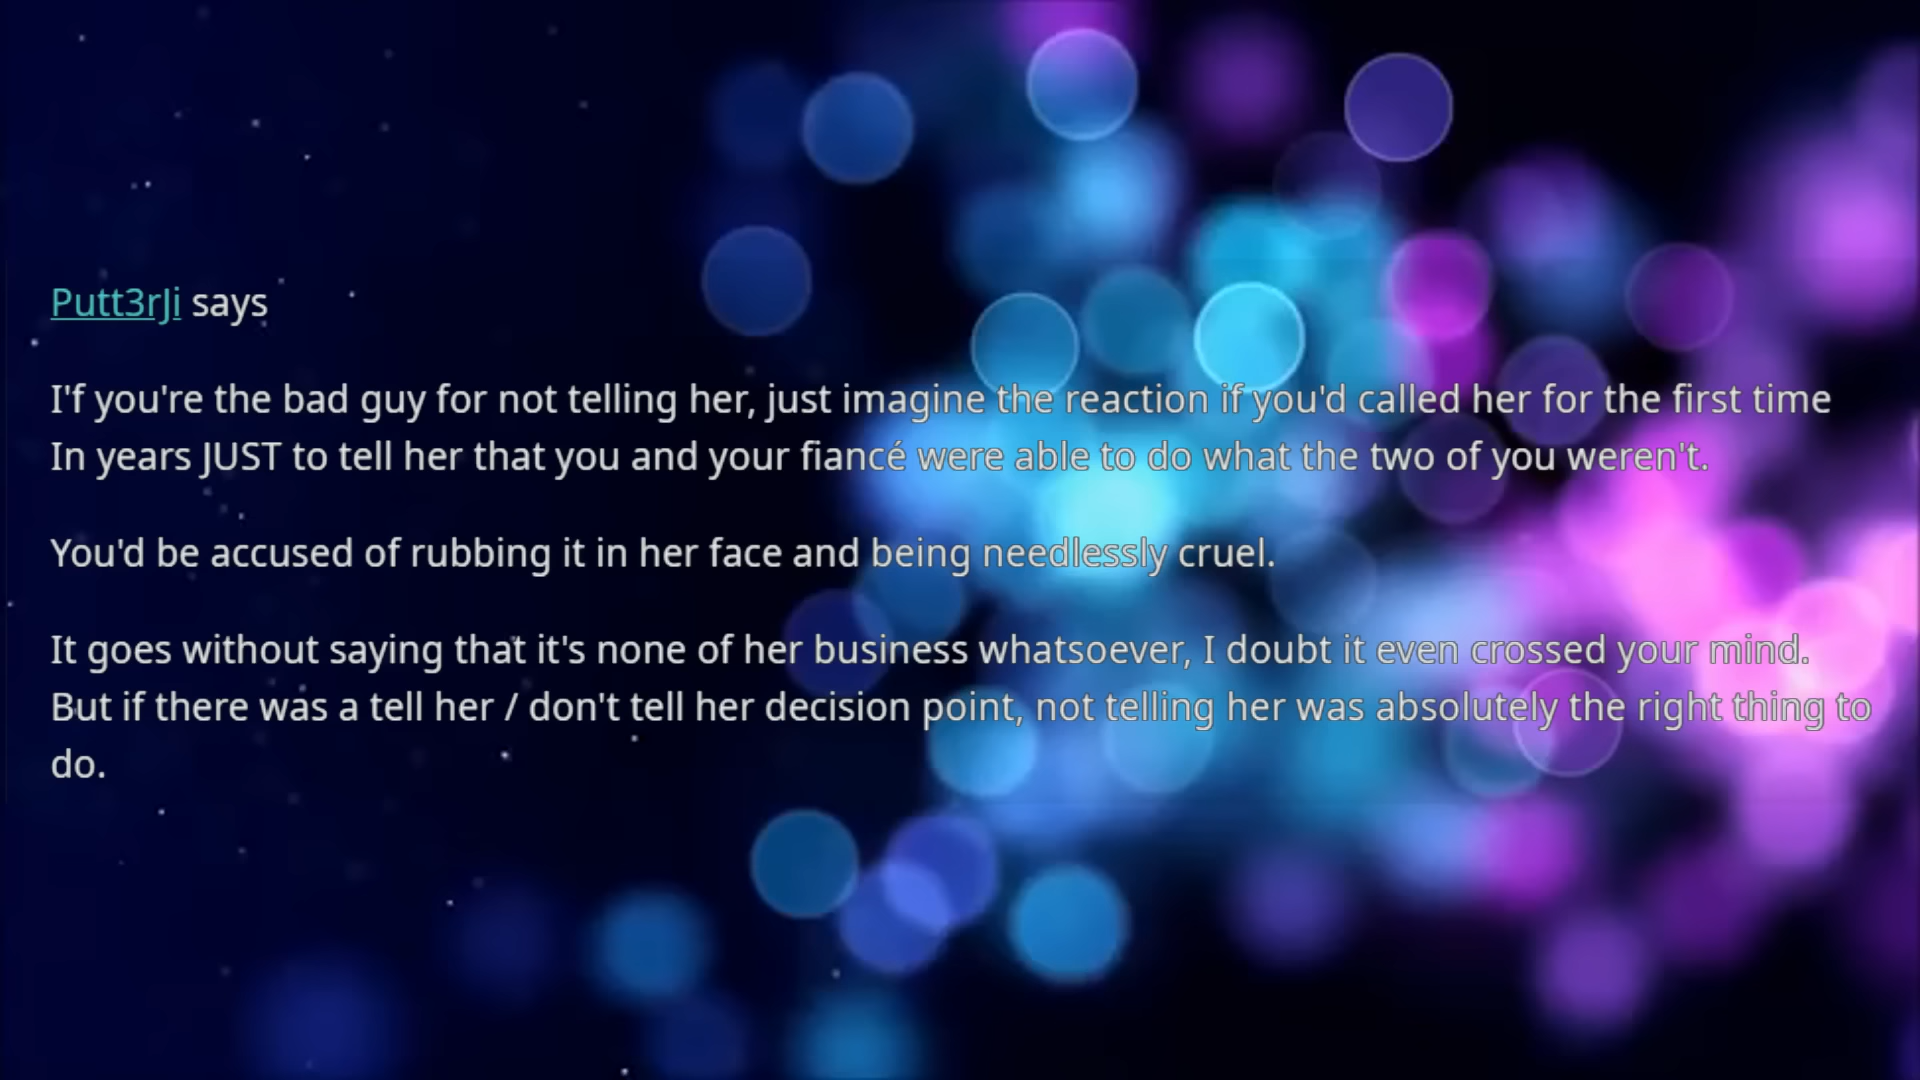 Putt3rJi says
I'f you're the bad guy for not telling her, just imagine the reaction if you'd called her for the first time
In years JUST to tell her that you and your fiancé were able to do what the two of you weren't.
You'd be accused of rubbing it in her face and being needlessly cruel.
It goes without saying that it's none of her business whatsoever, I doubt it even crossed your mind.
But if there was a tell her / don't tell her decision point, not telling her was absolutely the right thing to
do.